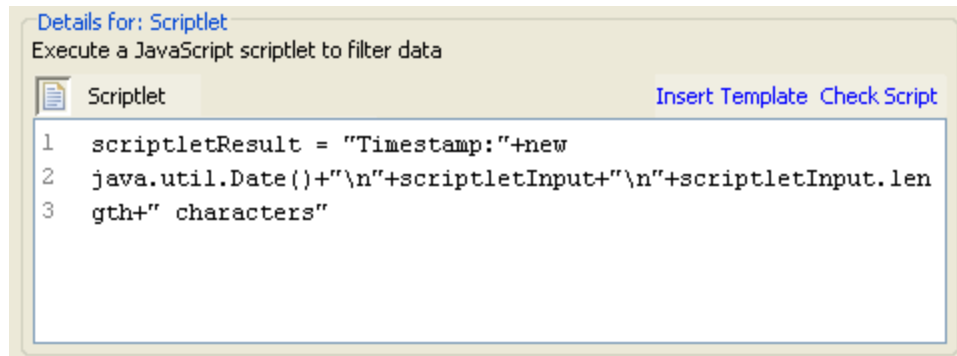 Details for: Scriptlet
Execute a JavaScript scriptlet to filter data
Scriptlet Insert Template Check Script
1 scriptletResult = "Timestamp:"+new
2 java.util.Date()+"\n"+scriptletInput+"\n"+scriptletInput.len
3 gth+" characters"